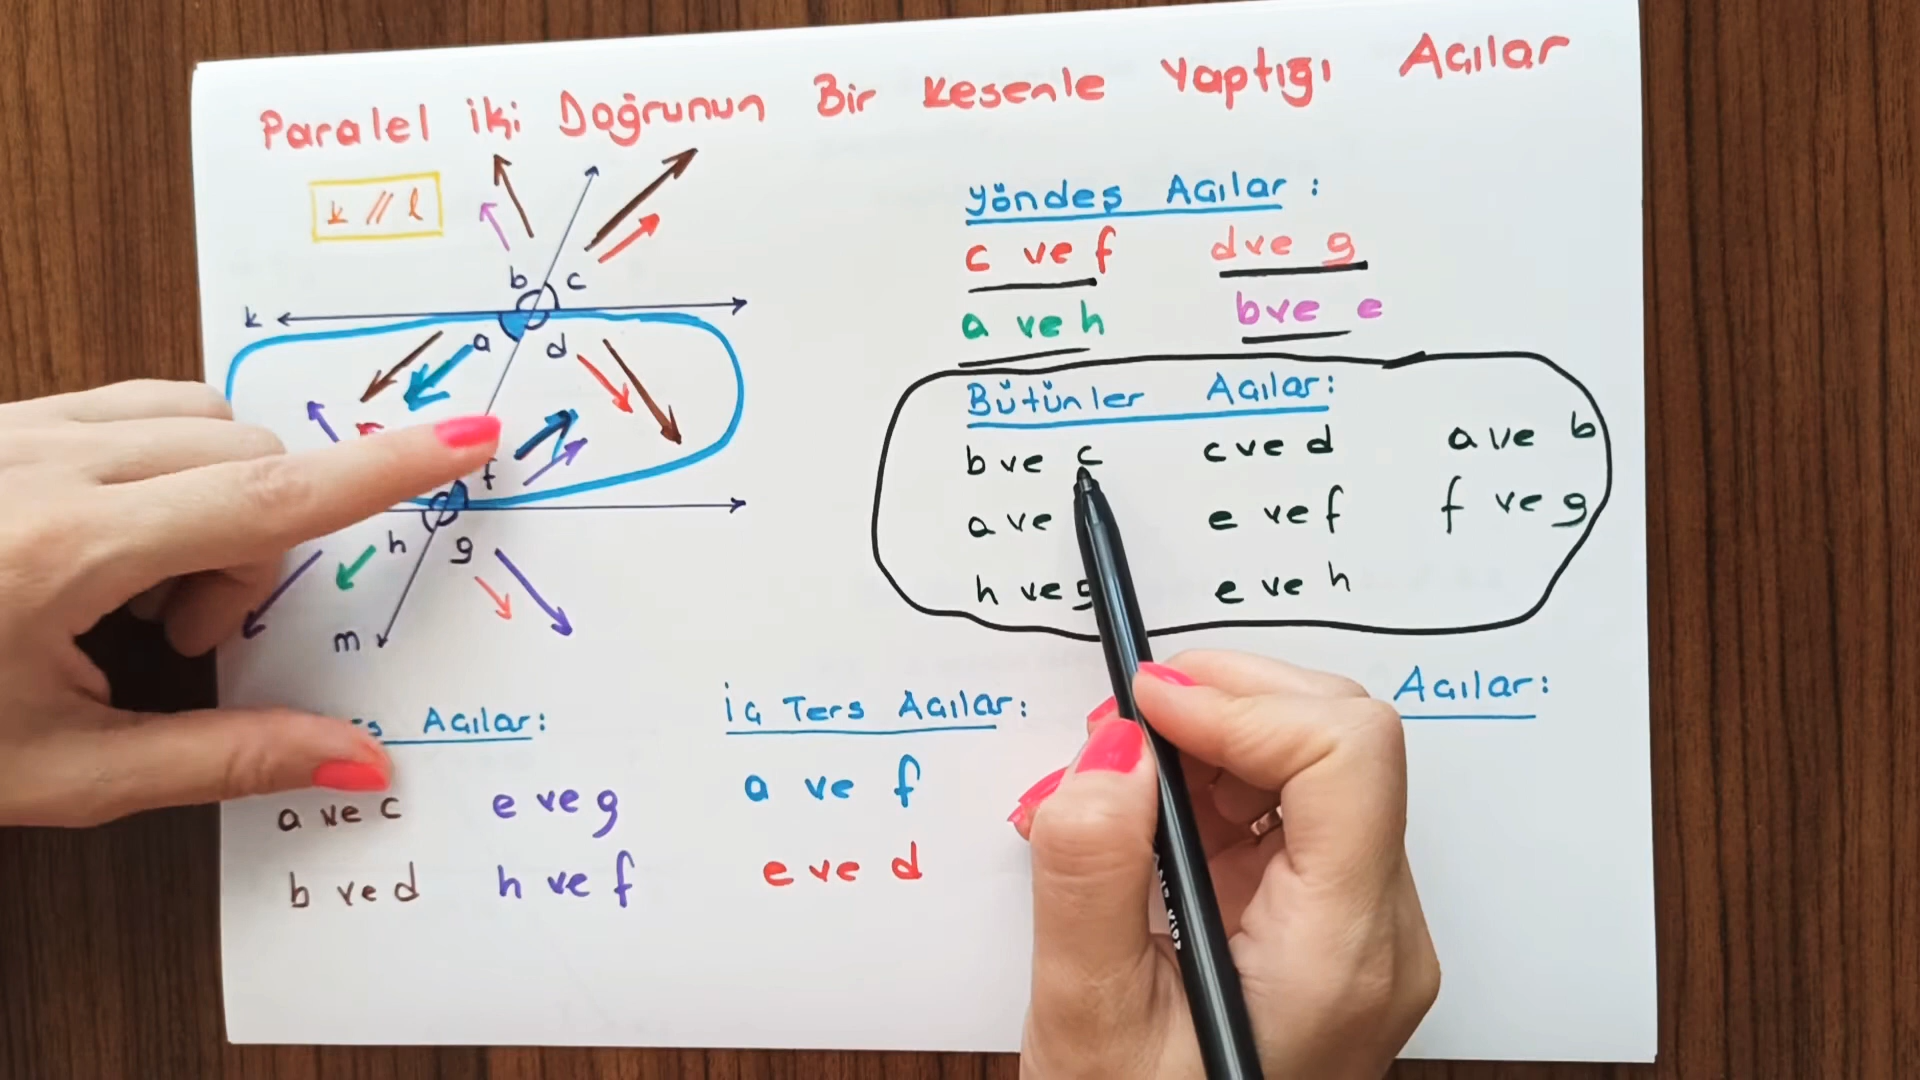 Paralel İki Doğrunun Bir Kesenle Yaptığı Açılar
k // l
b c
k
a d
f
h g
m
Yöndeş Açılar :
c ve f d ve g
a ve h b ve e
Bütünler Açılar:
b ve c c ve d a ve b
a ve e ve f f ve g
h ve g e ve h
Açılar:
a ve c e ve g
b ve d h ve f
İç Ters Açılar:
a ve f
e ve d
Açılar: